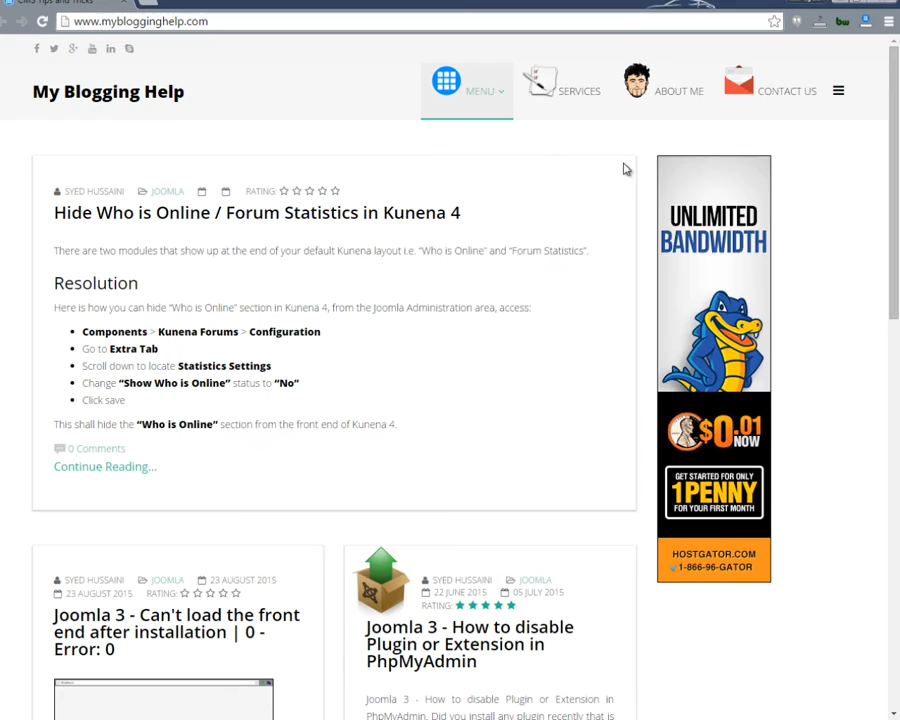 CMS Tips and Tricks
www.myblogginghelp.com
My Blogging Help
MENU
SERVICES
ABOUT ME
CONTACT US
SYED HUSSAINI JOOMLA RATING:
Hide Who is Online / Forum Statistics in Kunena 4
There are two modules that show up at the end of your default Kunena layout i.e. “Who is Online” and “Forum Statistics”.
Resolution
Here is how you can hide “Who is Online” section in Kunena 4, from the Joomla Administration area, access:
Components > Kunena Forums > Configuration
Go to Extra Tab
Scroll down to locate Statistics Settings
Change “Show Who is Online” status to “No”
Click save
This shall hide the “Who is Online” section from the front end of Kunena 4.
0 Comments
Continue Reading...
UNLIMITED
BANDWIDTH
$0.01
NOW
GET STARTED FOR ONLY
1PENNY
FOR YOUR FIRST MONTH
HOSTGATOR.COM
1-866-96-GATOR
SYED HUSSAINI JOOMLA 23 AUGUST 2015
23 AUGUST 2015 RATING:
Joomla 3 - Can't load the front
end after installation | 0 -
Error: 0
SYED HUSSAINI JOOMLA
22 JUNE 2015 05 JULY 2015
RATING:
Joomla 3 - How to disable
Plugin or Extension in
PhpMyAdmin
Joomla 3 - How to disable Plugin or Extension in
PhpMyAdmin. Did you install any plugin recently that is